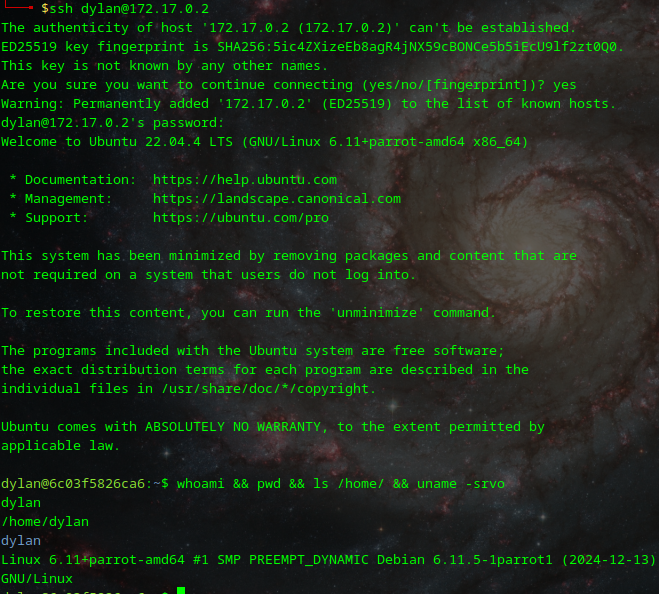 $ssh dylan@172.17.0.2
The authenticity of host '172.17.0.2 (172.17.0.2)' can't be established.
ED25519 key fingerprint is SHA256:5ic4ZXizeEb8agR4jNX59cBONCe5b5iEcU9lf2zt0Q0.
This key is not known by any other names.
Are you sure you want to continue connecting (yes/no/[fingerprint])? yes
Warning: Permanently added '172.17.0.2' (ED25519) to the list of known hosts.
dylan@172.17.0.2's password:
Welcome to Ubuntu 22.04.4 LTS (GNU/Linux 6.11+parrot-amd64 x86_64)
* Documentation:  https://help.ubuntu.com
* Management:     https://landscape.canonical.com
* Support:        https://ubuntu.com/pro
This system has been minimized by removing packages and content that are
not required on a system that users do not log into.
To restore this content, you can run the 'unminimize' command.
The programs included with the Ubuntu system are free software;
the exact distribution terms for each program are described in the
individual files in /usr/share/doc/*/copyright.
Ubuntu comes with ABSOLUTELY NO WARRANTY, to the extent permitted by
applicable law.
dylan@6c03f5826ca6:~$ whoami && pwd && ls /home/ && uname -srvo
dylan
/home/dylan
dylan
Linux 6.11+parrot-amd64 #1 SMP PREEMPT_DYNAMIC Debian 6.11.5-1parrot1 (2024-12-13)
GNU/Linux